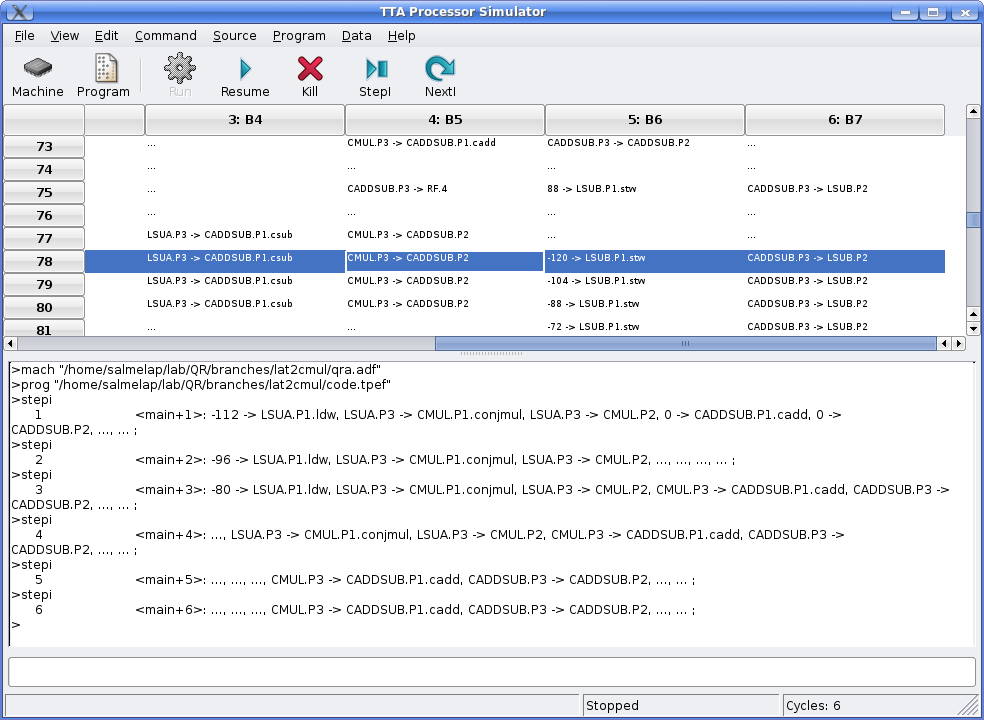 TTA Processor Simulator
File View Edit Command Source Program Data Help
Machine Program Run Resume Kill StepI NextI
3: B4 4: B5 5: B6 6: B7
73 ... CMUL.P3 -> CADDSUB.P1.cadd CADDSUB.P3 -> CADDSUB.P2 ...
74 ... ... ... ...
75 ... CADDSUB.P3 -> RF.4 88 -> LSUB.P1.stw CADDSUB.P3 -> LSUB.P2
76 ... ... ... ...
77 LSUA.P3 -> CADDSUB.P1.csub CMUL.P3 -> CADDSUB.P2 ... ...
78 LSUA.P3 -> CADDSUB.P1.csub CMUL.P3 -> CADDSUB.P2 -120 -> LSUB.P1.stw CADDSUB.P3 -> LSUB.P2
79 LSUA.P3 -> CADDSUB.P1.csub CMUL.P3 -> CADDSUB.P2 -104 -> LSUB.P1.stw CADDSUB.P3 -> LSUB.P2
80 LSUA.P3 -> CADDSUB.P1.csub CMUL.P3 -> CADDSUB.P2 -88 -> LSUB.P1.stw CADDSUB.P3 -> LSUB.P2
81 ... ... -72 -> LSUB.P1.stw CADDSUB.P3 -> LSUB.P2
>mach "/home/salmelap/lab/QR/branches/lat2cmul/qra.adf"
>prog "/home/salmelap/lab/QR/branches/lat2cmul/code.tpef"
>stepi
1 <main+1>: -112 -> LSUA.P1.ldw, LSUA.P3 -> CMUL.P1.conjmul, LSUA.P3 -> CMUL.P2, 0 -> CADDSUB.P1.cadd, 0 ->
CADDSUB.P2, ..., ... ;
>stepi
2 <main+2>: -96 -> LSUA.P1.ldw, LSUA.P3 -> CMUL.P1.conjmul, LSUA.P3 -> CMUL.P2, ..., ..., ..., ... ;
>stepi
3 <main+3>: -80 -> LSUA.P1.ldw, LSUA.P3 -> CMUL.P1.conjmul, LSUA.P3 -> CMUL.P2, CMUL.P3 -> CADDSUB.P1.cadd, CADDSUB.P3 ->
CADDSUB.P2, ..., ... ;
>stepi
4 <main+4>: ..., LSUA.P3 -> CMUL.P1.conjmul, LSUA.P3 -> CMUL.P2, CMUL.P3 -> CADDSUB.P1.cadd, CADDSUB.P3 ->
CADDSUB.P2, ..., ... ;
>stepi
5 <main+5>: ..., ..., ..., CMUL.P3 -> CADDSUB.P1.cadd, CADDSUB.P3 -> CADDSUB.P2, ..., ... ;
>stepi
6 <main+6>: ..., ..., ..., CMUL.P3 -> CADDSUB.P1.cadd, CADDSUB.P3 -> CADDSUB.P2, ..., ... ;
>
Stopped Cycles: 6